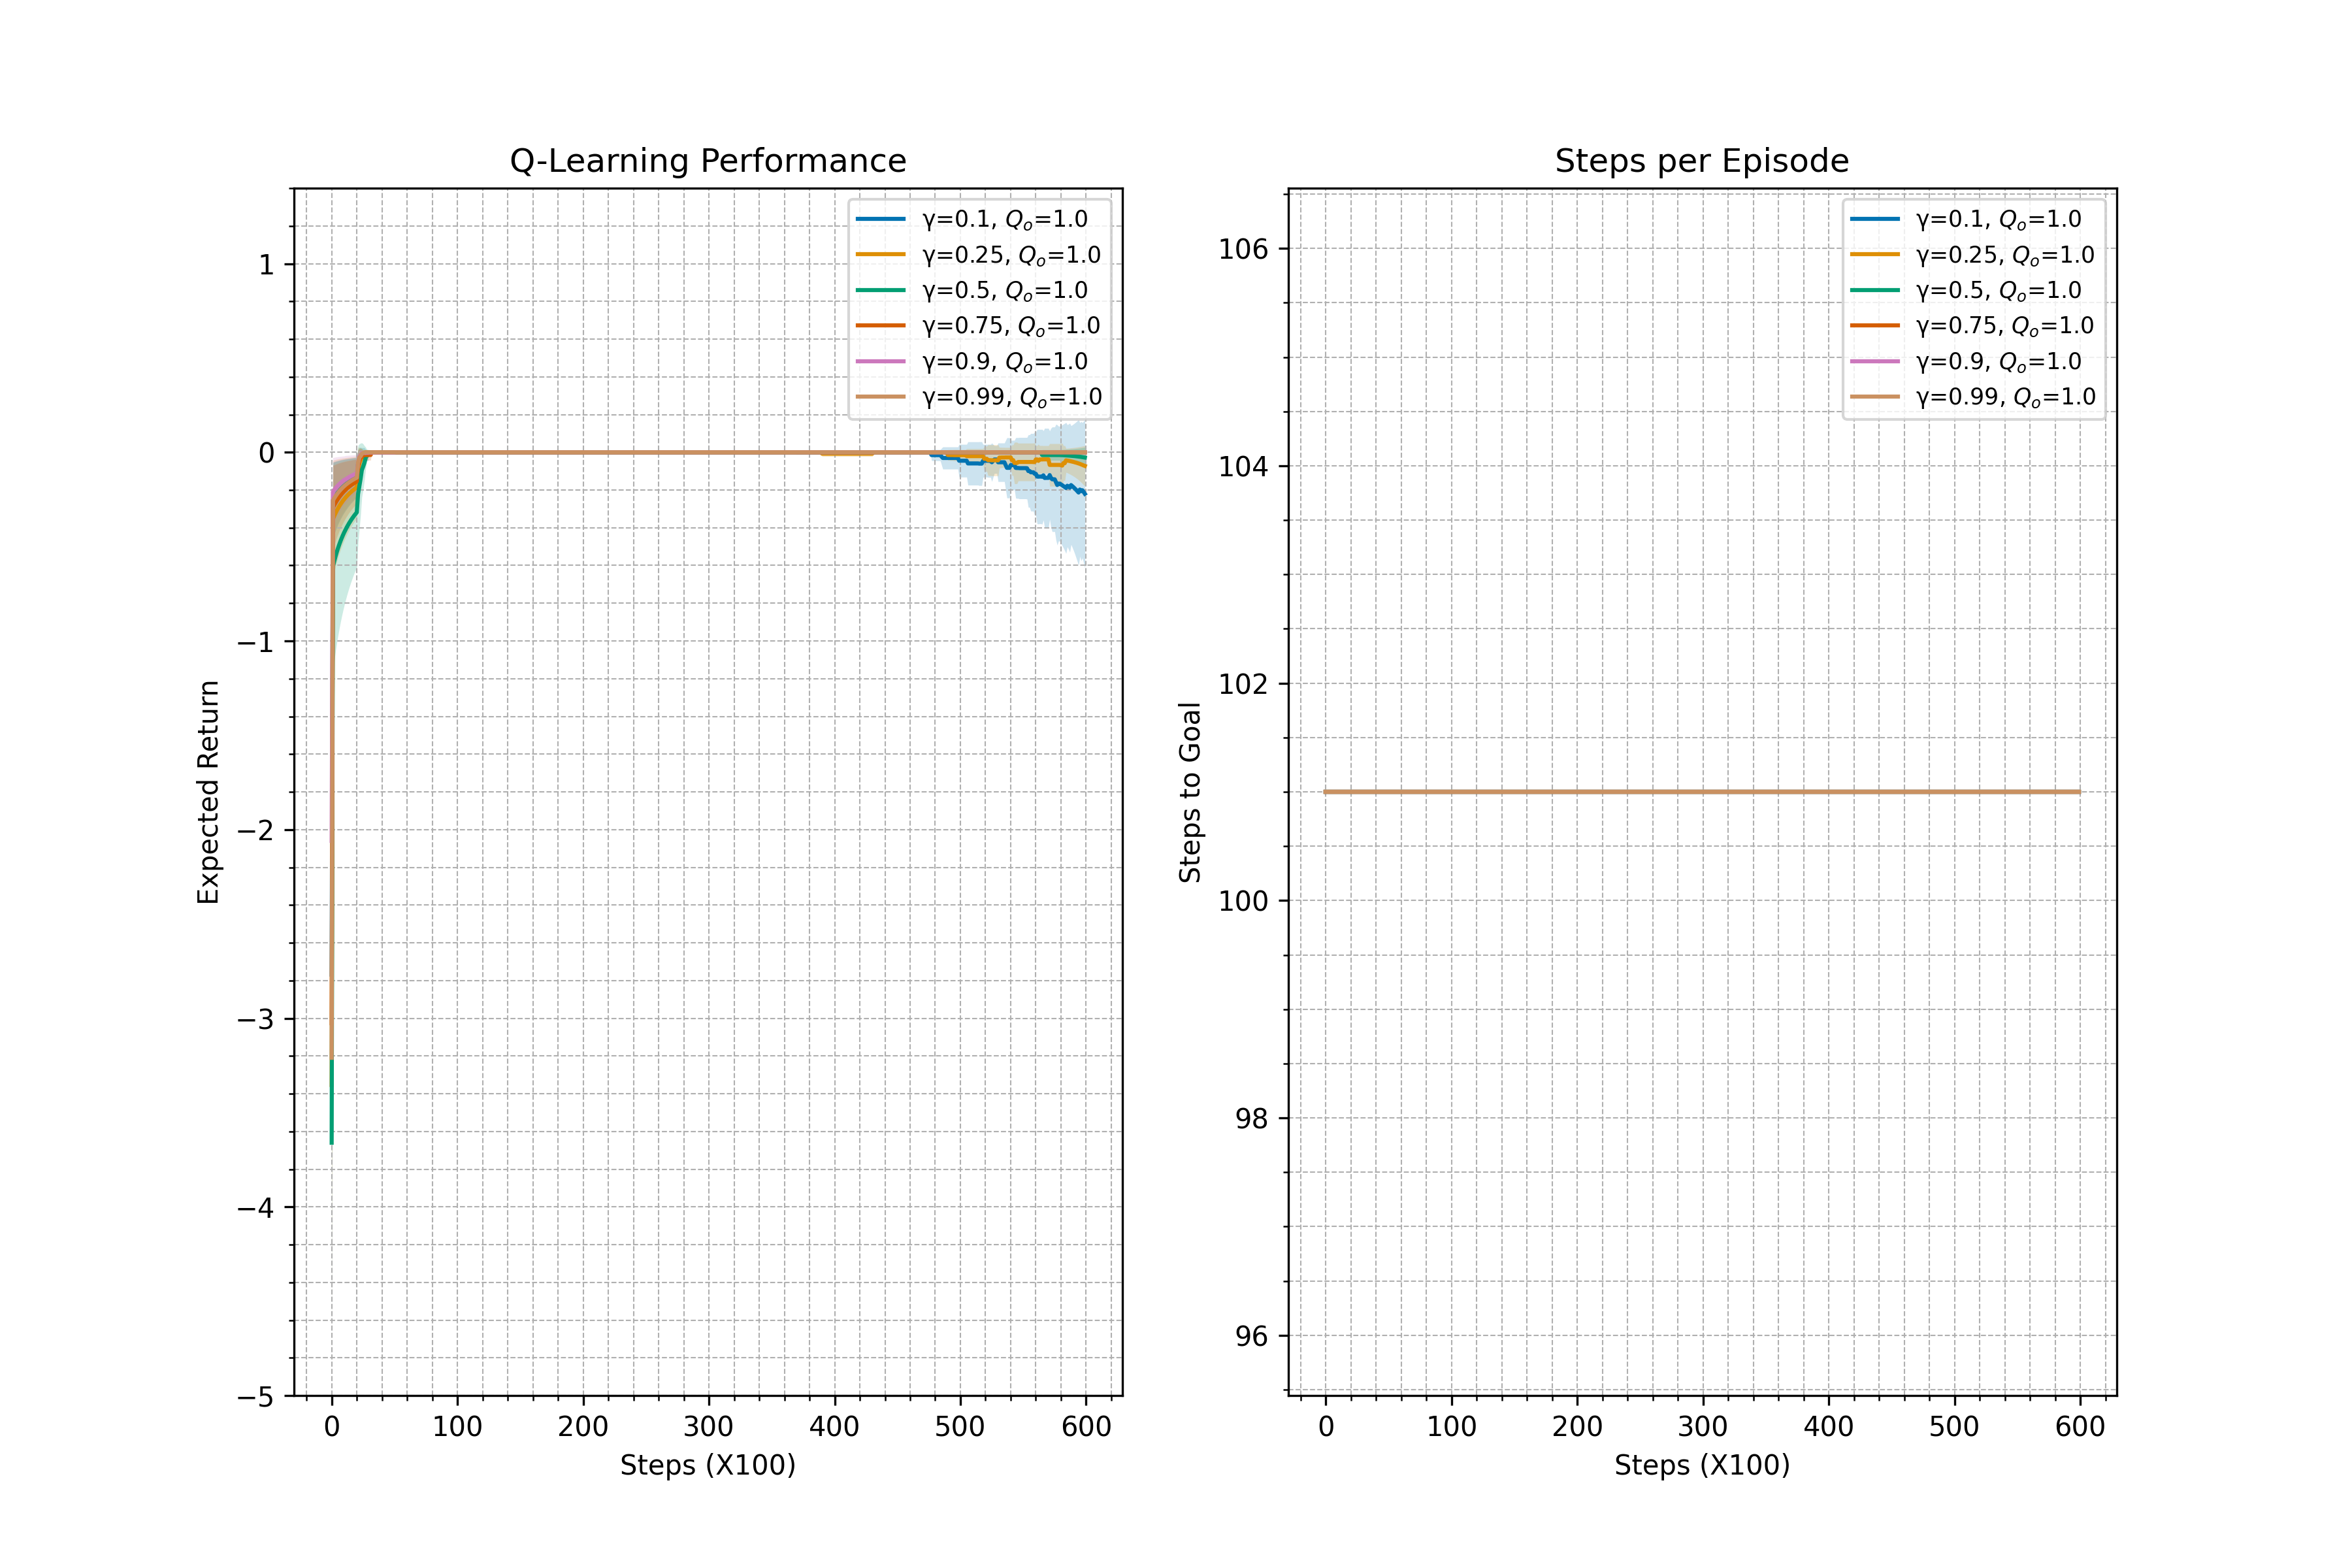 Q-Learning Performance
γ=0.1, Qo=1.0
γ=0.25, Qo=1.0
γ=0.5, Qo=1.0
γ=0.75, Qo=1.0
γ=0.9, Qo=1.0
γ=0.99, Qo=1.0
1
0
−1
−2
−3
−4
−5
Expected Return
0 100 200 300 400 500 600
Steps (X100)
Steps per Episode
γ=0.1, Qo=1.0
γ=0.25, Qo=1.0
γ=0.5, Qo=1.0
γ=0.75, Qo=1.0
γ=0.9, Qo=1.0
γ=0.99, Qo=1.0
106
104
102
100
98
96
Steps to Goal
0 100 200 300 400 500 600
Steps (X100)